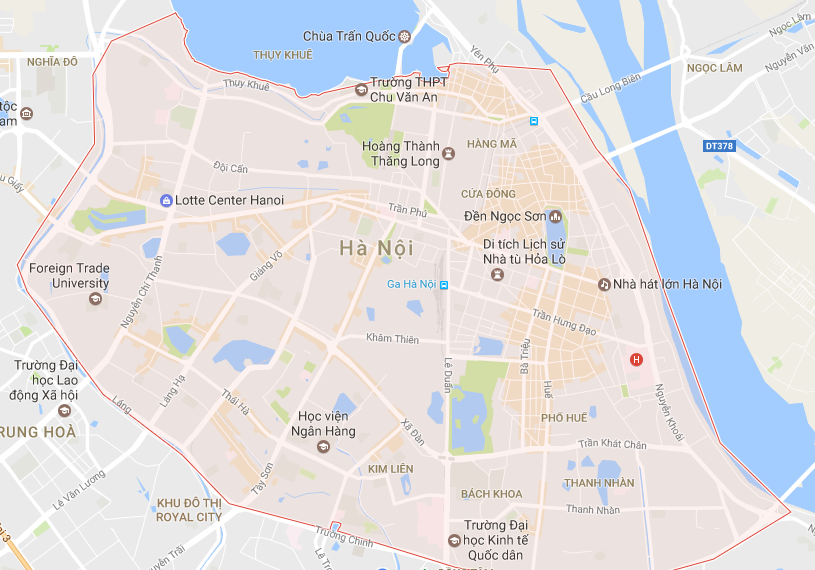 Chùa Trấn Quốc
THỤY KHUÊ
Yên Phụ
Ngọc Lâm
NGHĨA ĐÔ
NGỌC LÂM
Nguyễn Văn
Thụy Khuê
Trường THPT
Chu Văn An
Cầu Long Biên
tộc
am
Hoàng Thành
Thăng Long
HÀNG MÃ
DT378
Đội Cấn
u Giấy
CỬA ĐÔNG
Lotte Center Hanoi
Trần Phú
Đền Ngọc Sơn
Hà Nội
Di tích Lịch sử
Nhà tù Hỏa Lò
Giảng Võ
Foreign Trade
University
Nguyễn Chí Thanh
Ga Hà Nội
Nhà hát lớn Hà Nội
Trần Hưng Đạo
Khâm Thiên
Bà Triệu
H
Trường Đại
học Lao
động Xã hội
Láng
Láng Hạ
Thái Hà
Lê Duẩn
Huế
Nguyễn Khoái
Học viện
Ngân Hàng
PHỐ HUẾ
RUNG HOÀ
Xã Đàn
Trần Khát Chân
KIM LIÊN
Tây Sơn
Lê Văn Lương
BÁCH KHOA
THANH NHÀN
KHU ĐÔ THỊ
ROYAL CITY
Thanh Nhàn
Trường Chinh
Trường Đại
học Kinh tế
Quốc dân
Nguyễn Trãi
Lê Trọ
đai 3